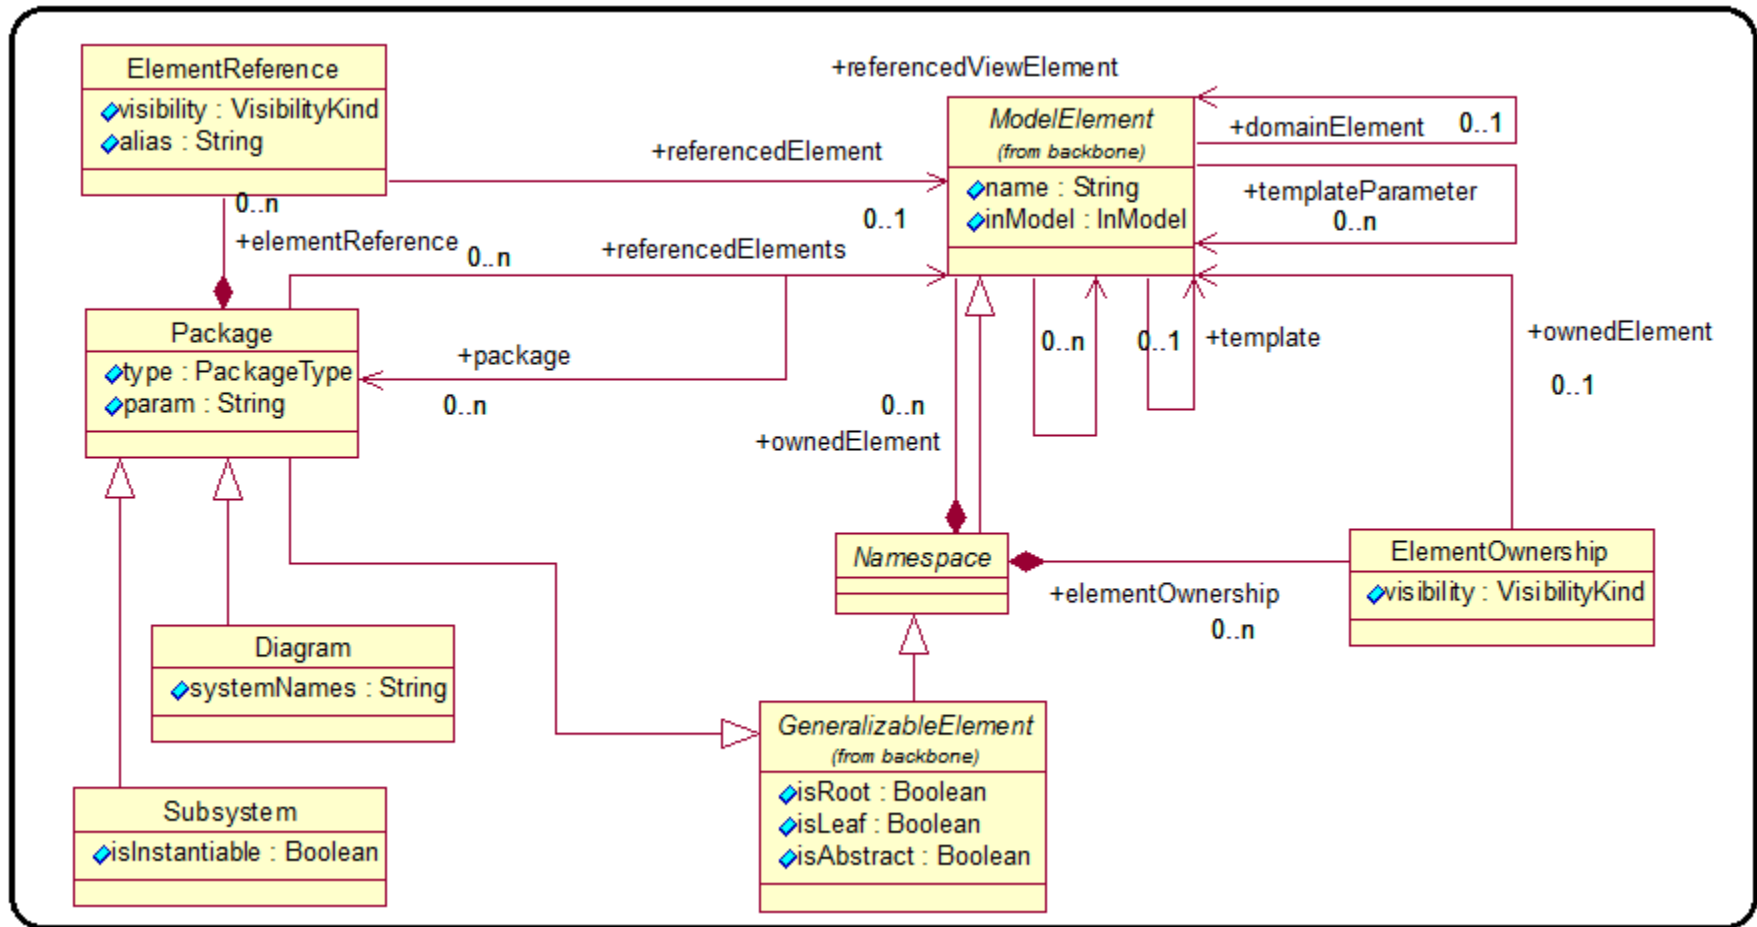 ElementReference
visibility : VisibilityKind
alias : String
+referencedViewElement
ModelElement
(from backbone)
name : String
inModel : InModel
+domainElement 0..1
+templateParameter
0..n
+referencedElement
0..1
0..n
+elementReference
0..n
+referencedElements
Package
type : PackageType
param : String
+package
0..n
0..n
+ownedElement
0..n
0..1
+template
+ownedElement
0..1
Namespace
+elementOwnership
0..n
ElementOwnership
visibility : VisibilityKind
Diagram
systemNames : String
GeneralizableElement
(from backbone)
isRoot : Boolean
isLeaf : Boolean
isAbstract : Boolean
Subsystem
isInstantiable : Boolean